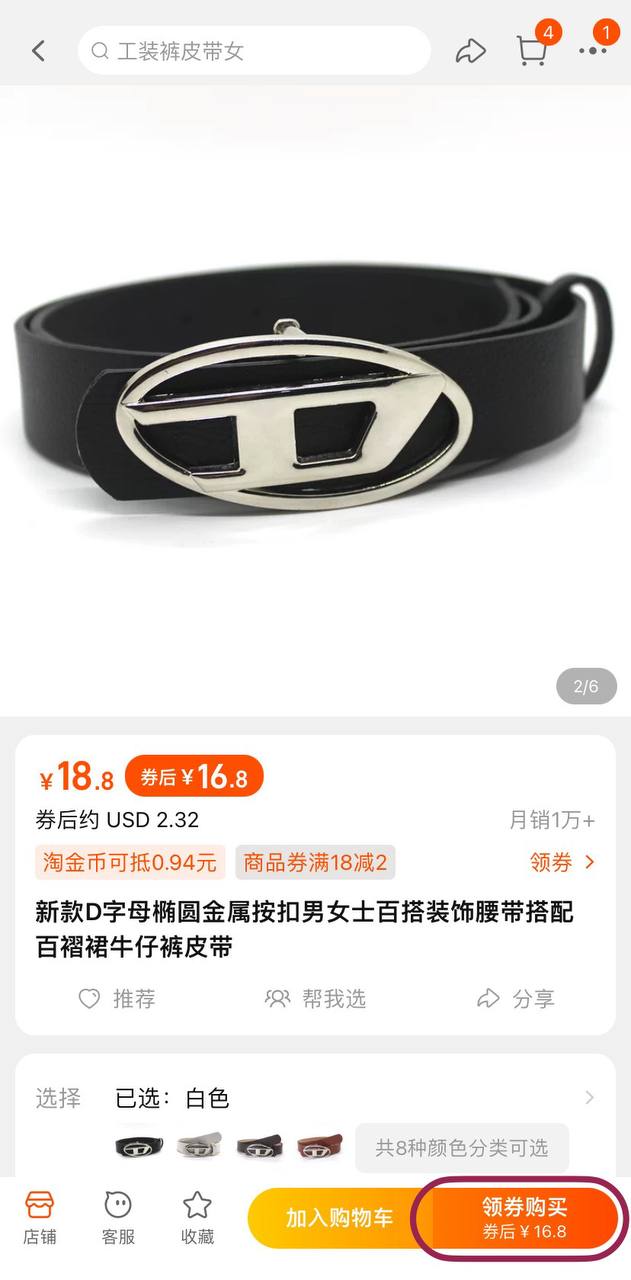 工装裤皮带女
4
1
2/6
¥18.8 券后¥16.8
券后约 USD 2.32
月销1万+
淘金币可抵0.94元 商品券满18减2 领券
新款D字母椭圆金属按扣男女士百搭装饰腰带搭配
百褶裙牛仔裤皮带
推荐 帮我选 分享
选择 已选：白色
共8种颜色分类可选
店铺 客服 收藏
加入购物车
领券购买
券后¥16.8